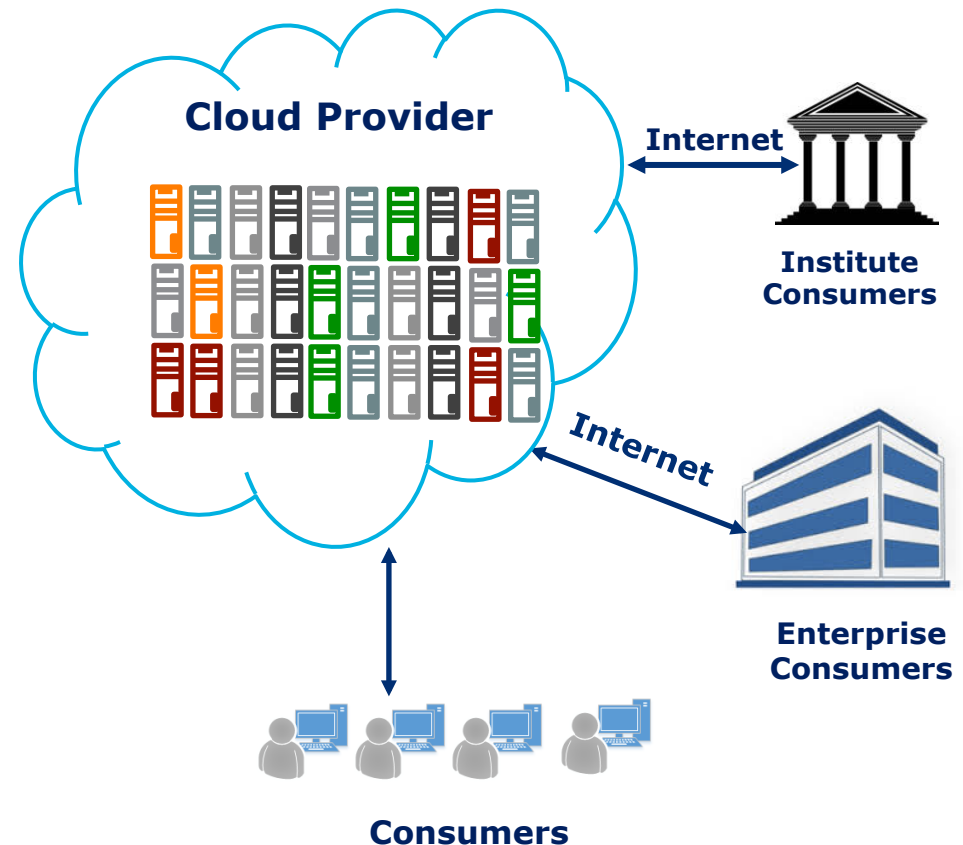 Cloud Provider
Internet
Institute
Consumers
Internet
Enterprise
Consumers
Consumers